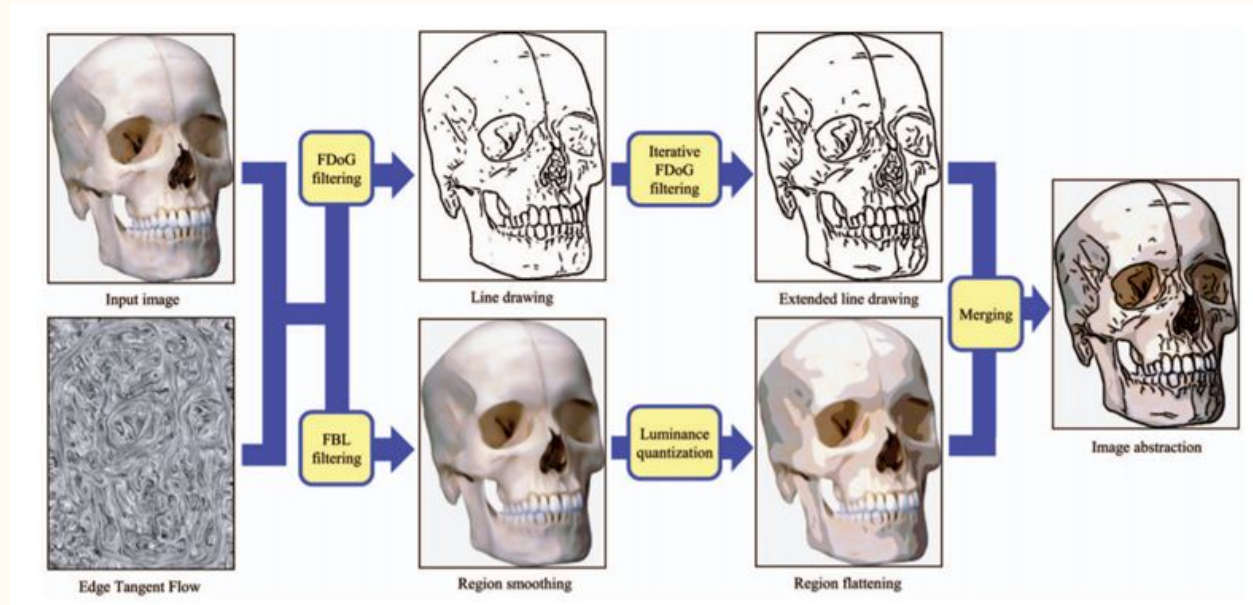 Input image
Edge Tangent Flow
FDoG
filtering
FBL
filtering
Line drawing
Region smoothing
Iterative
FDoG
filtering
Luminance
quantization
Extended line drawing
Region flattening
Merging
Image abstraction